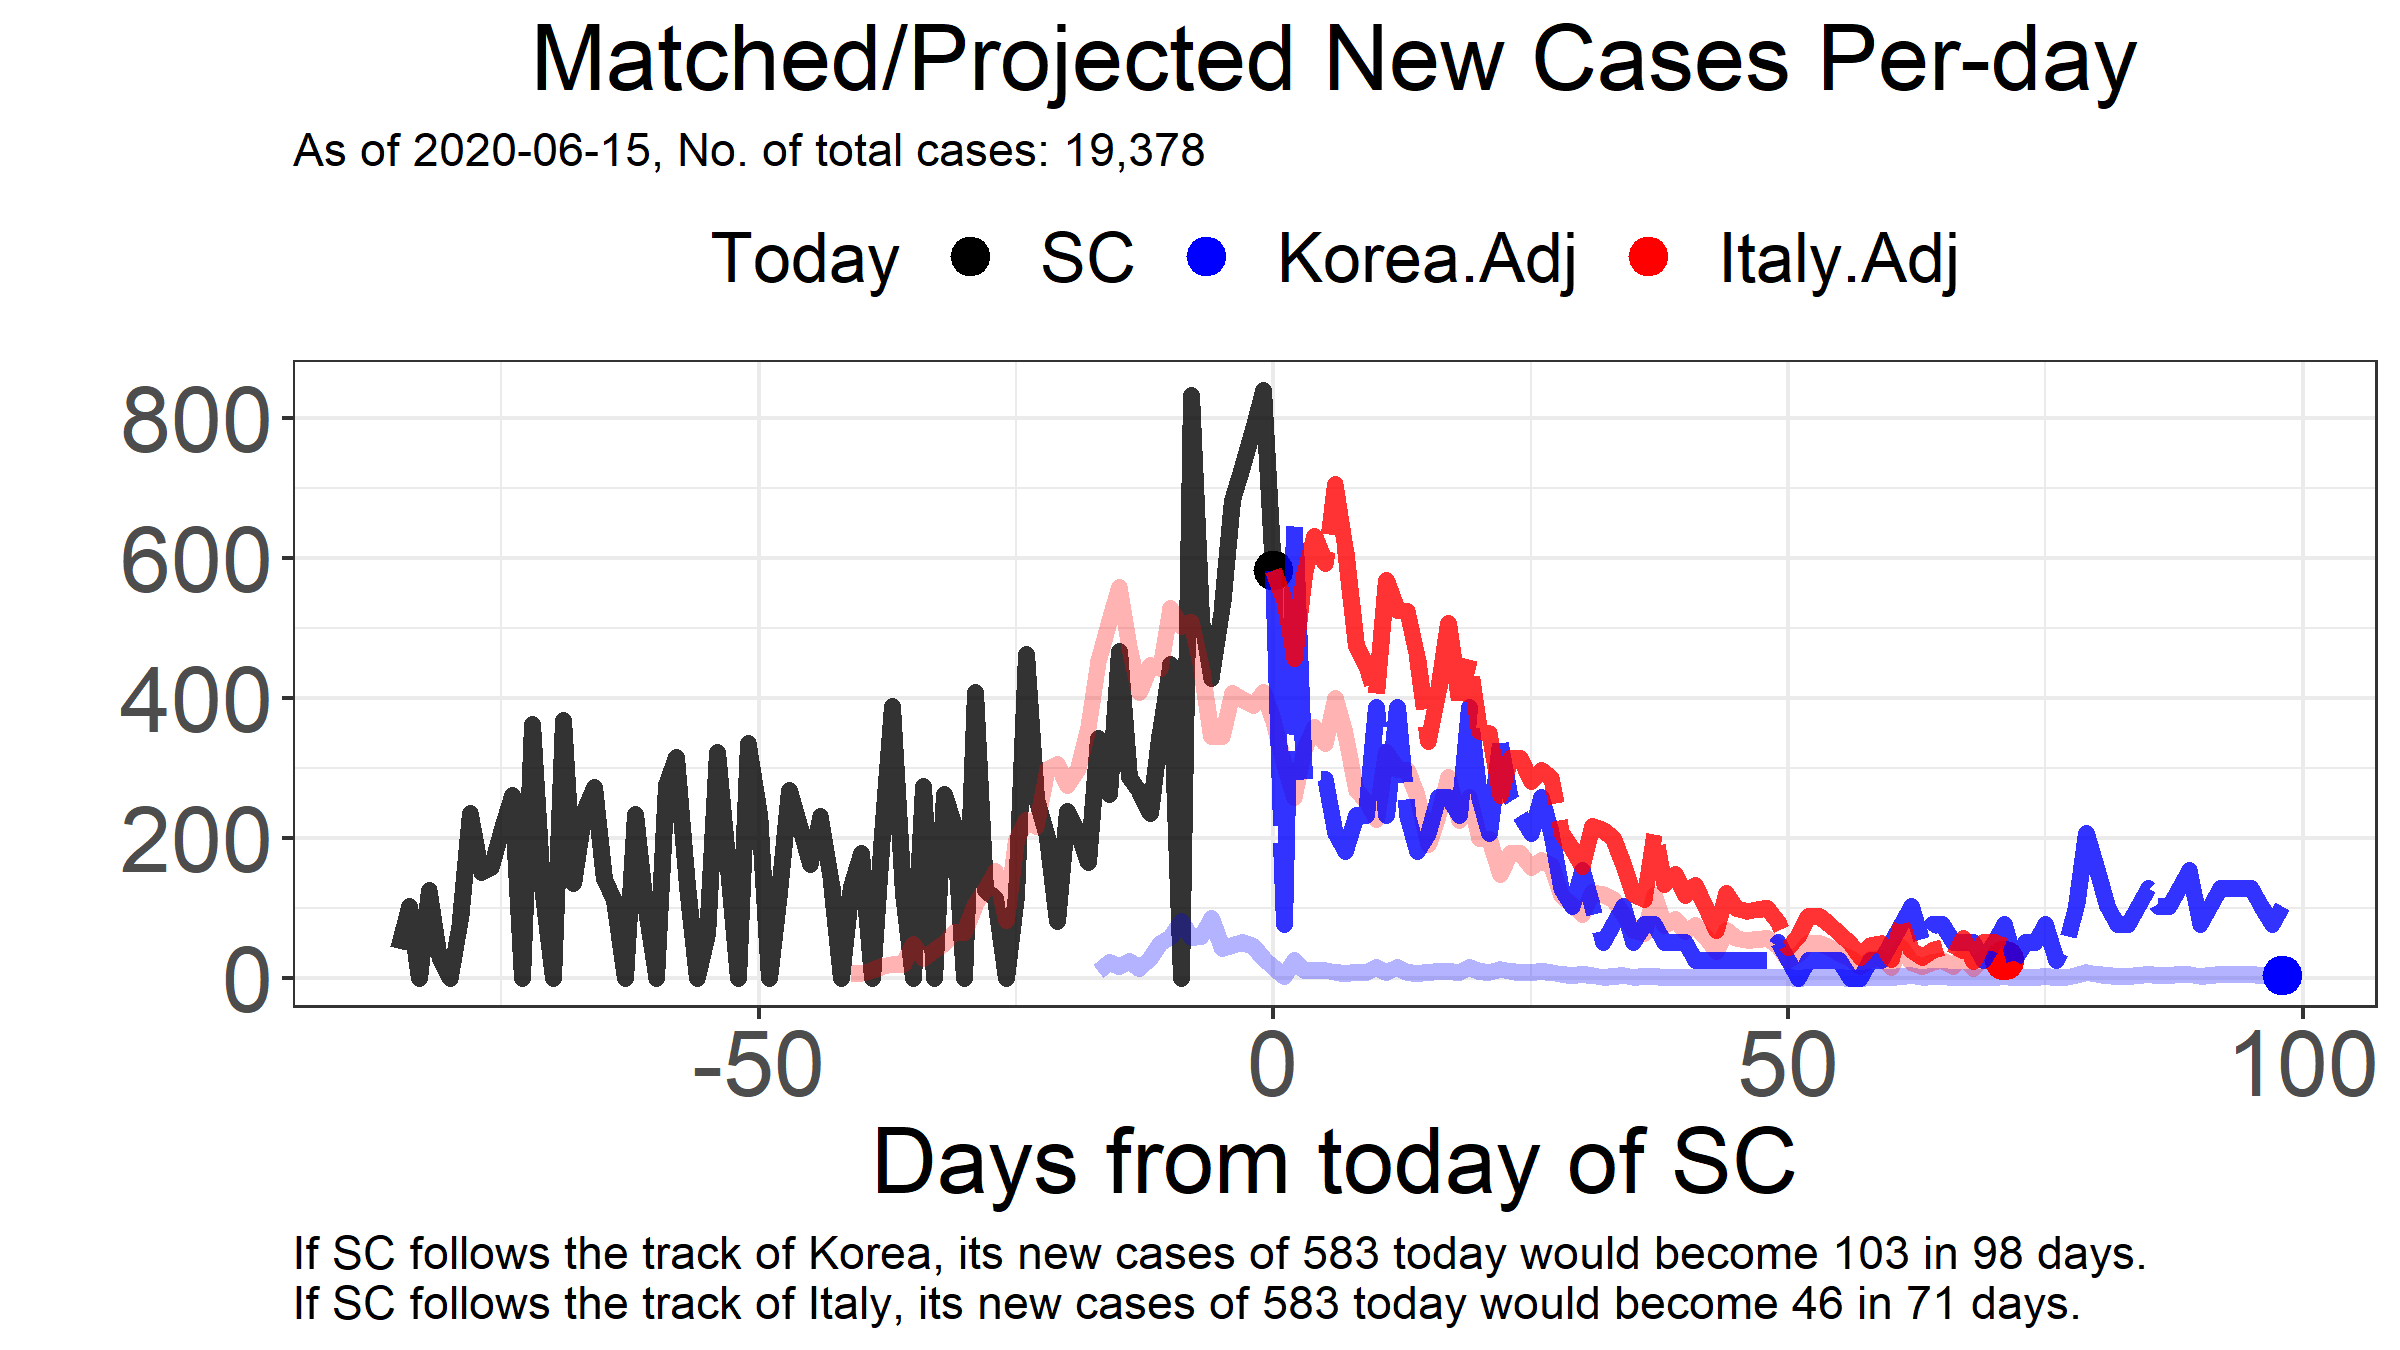 Matched/Projected New Cases Per-day
As of 2020-06-15, No. of total cases: 19,378
Today SC Korea.Adj Italy.Adj
800
600
400
200
0
-50 0 50 100
Days from today of SC
If SC follows the track of Korea, its new cases of 583 today would become 103 in 98 days.
If SC follows the track of Italy, its new cases of 583 today would become 46 in 71 days.